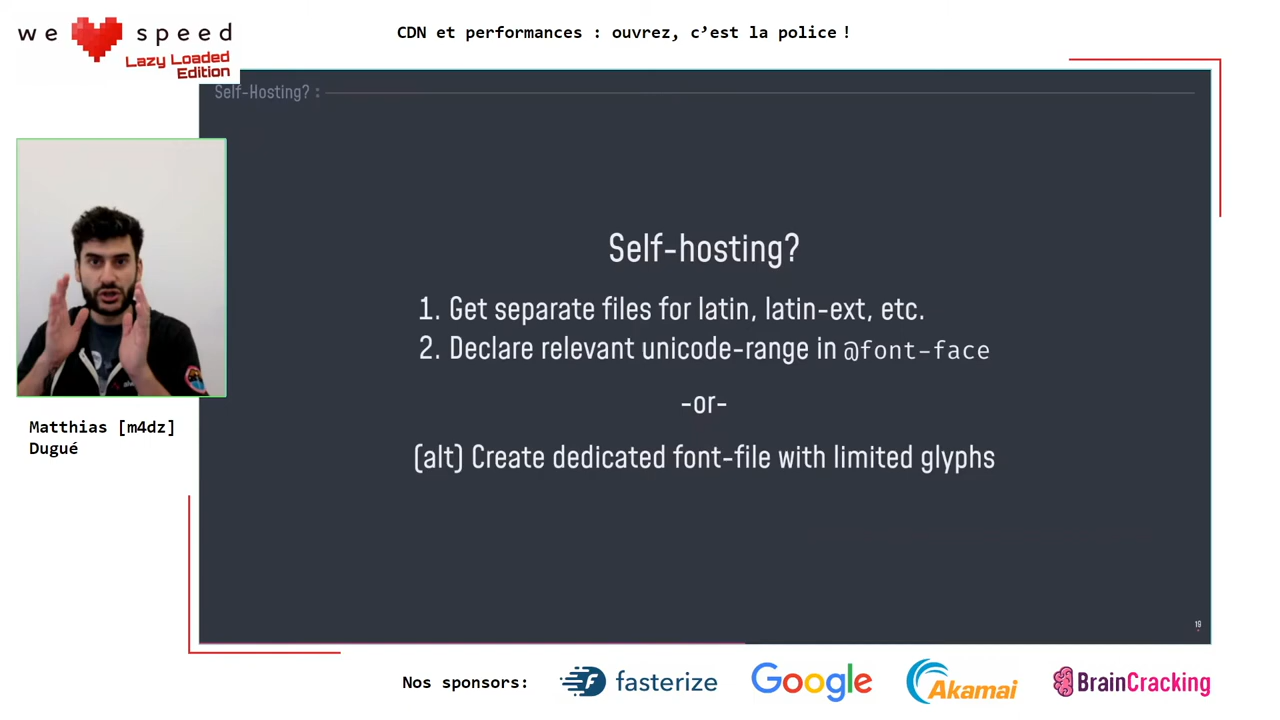 we speed
Lazy Loaded
Edition
CDN et performances : ouvrez, c’est la police !
Self-Hosting? :
Self-hosting?
1. Get separate files for latin, latin-ext, etc.
2. Declare relevant unicode-range in @font-face
-or-
(alt) Create dedicated font-file with limited glyphs
Matthias [m4dz]
Dugué
19
Nos sponsors:
fasterize
Google
Akamai
BrainCracking